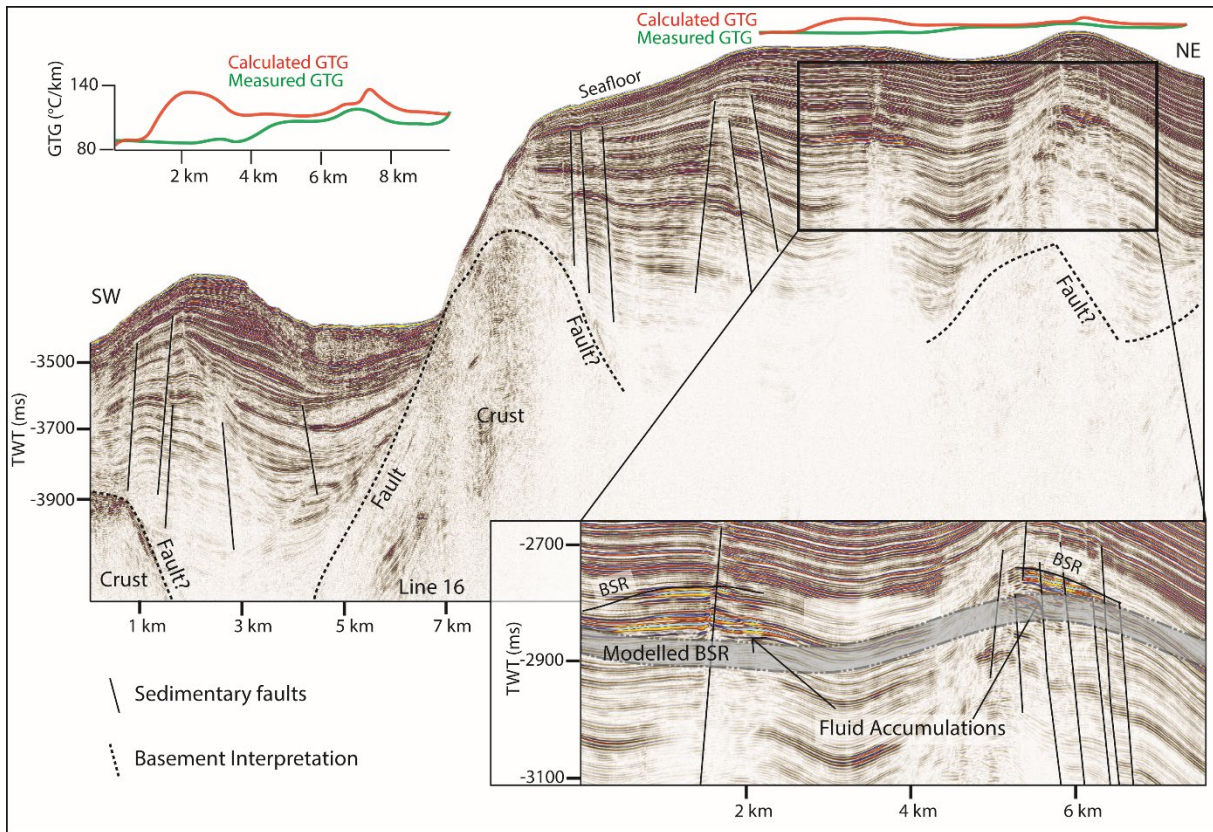 Calculated GTG
Measured GTG
NE
Calculated GTG
Measured GTG
GTG (°C/km)
140
80
2 km
4 km
6 km
8 km
Seafloor
SW
TWT (ms)
-3500
-3700
-3900
Fault?
Fault?
Crust
Fault
Fault?
Crust
Line 16
1 km
3 km
5 km
7 km
TWT (ms)
-2700
-2900
-3100
BSR
BSR
Modelled BSR
Fluid Accumulations
2 km
4 km
6 km
Sedimentary faults
Basement Interpretation